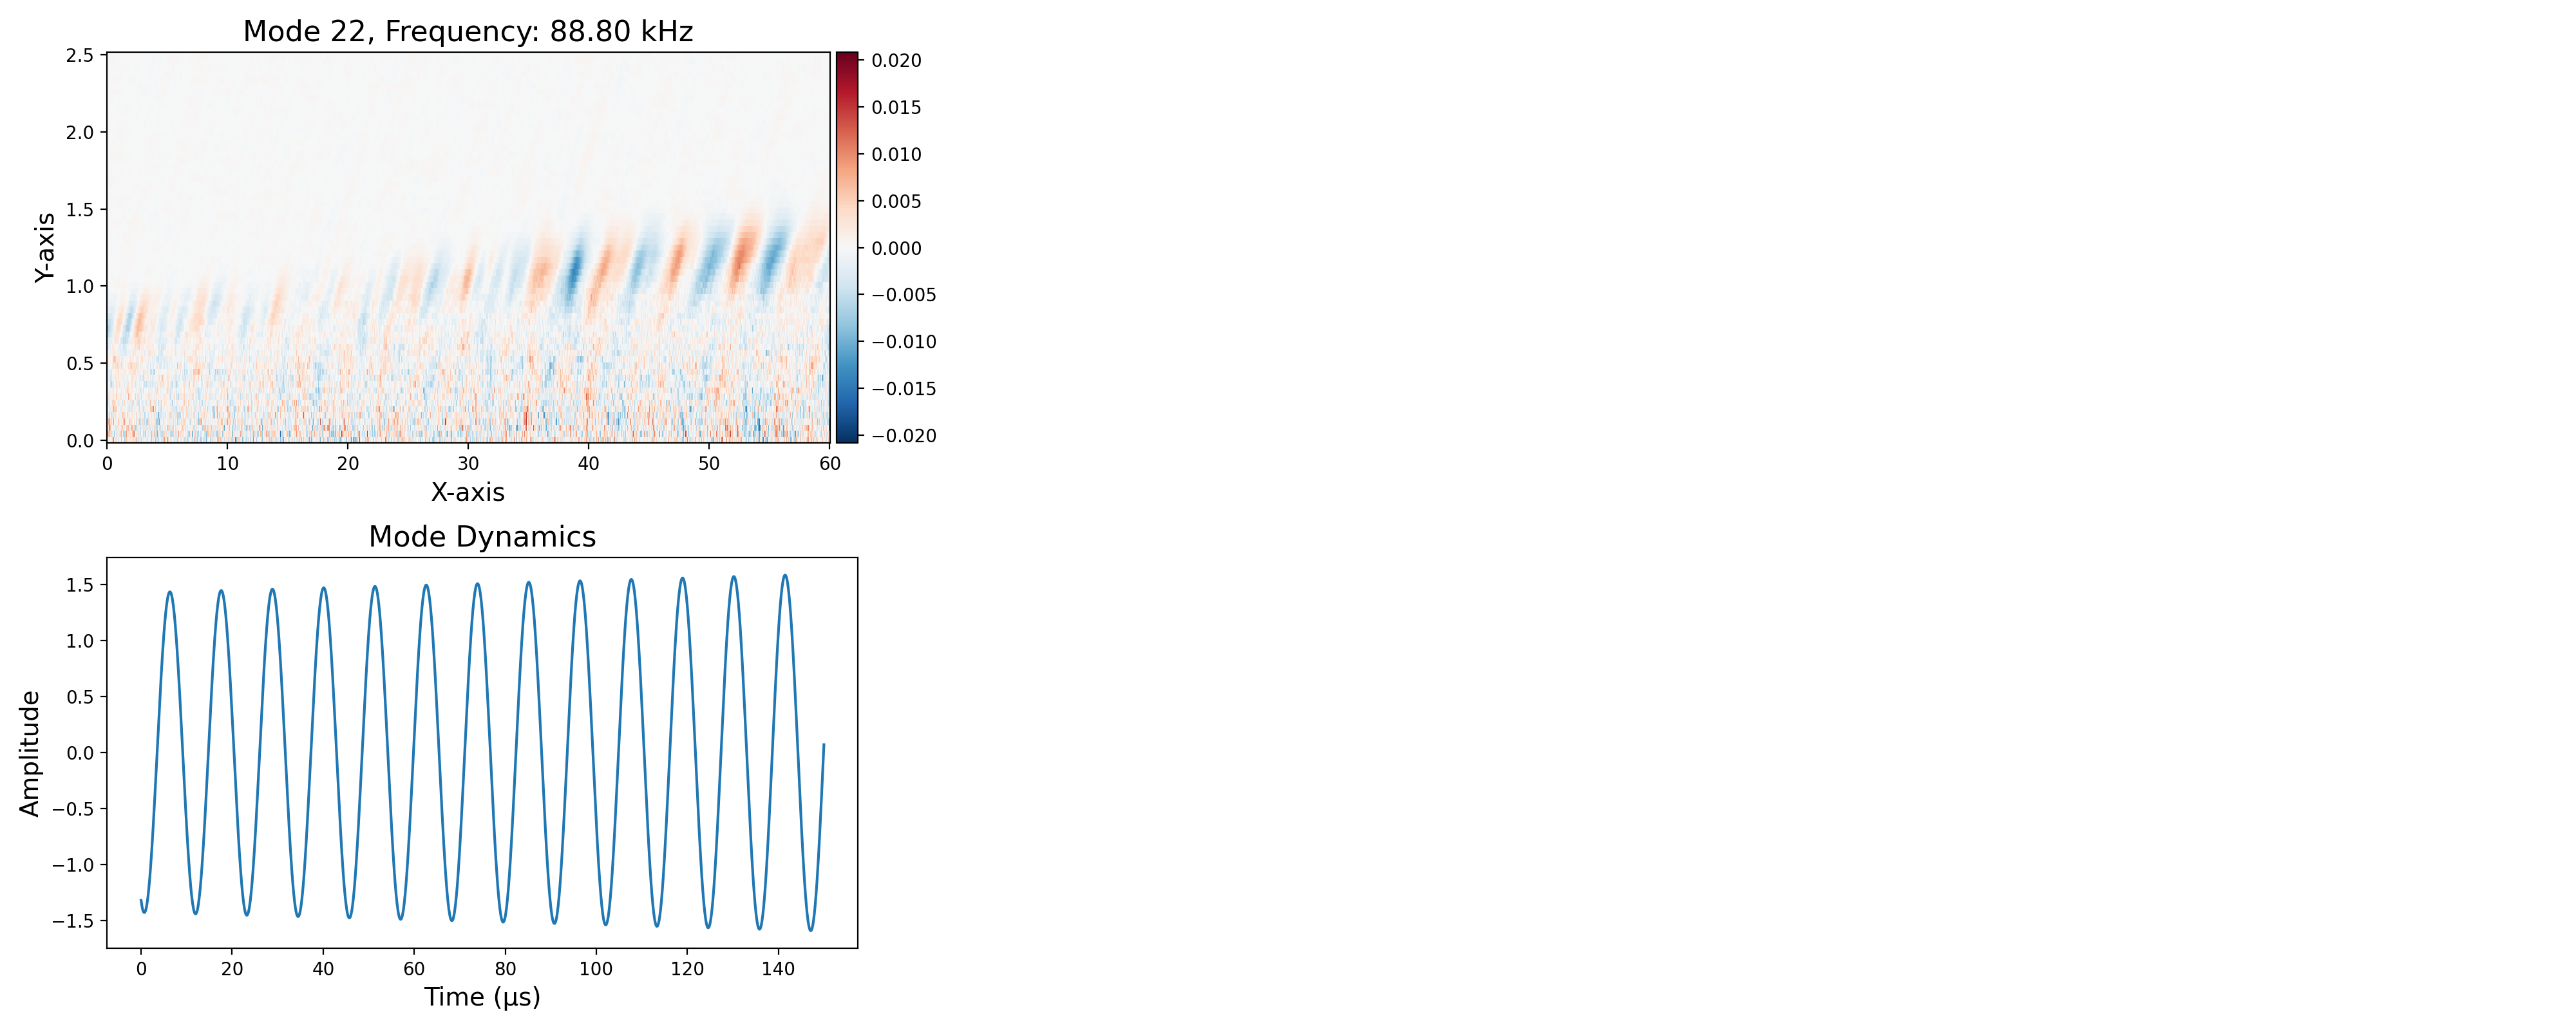 Mode 22, Frequency: 88.80 kHz
2.5
2.0
1.5
1.0
0.5
0.0
Y-axis
0 10 20 30 40 50 60
X-axis
0.020
0.015
0.010
0.005
0.000
−0.005
−0.010
−0.015
−0.020
Mode Dynamics
1.5
1.0
0.5
0.0
−0.5
−1.0
−1.5
Amplitude
0 20 40 60 80 100 120 140
Time (μs)